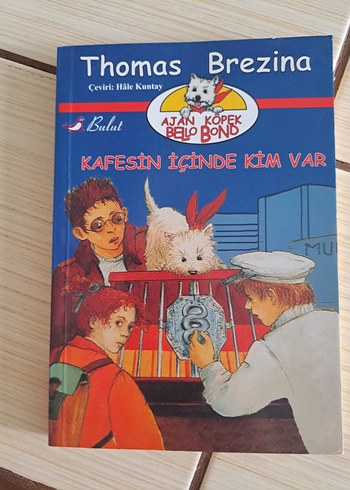 Thomas Brezina
Çeviri: Hâle Kuntay
Bulut
AJAN KÖPEK
BELLO BOND
KAFESİN İÇİNDE KİM VAR
MU